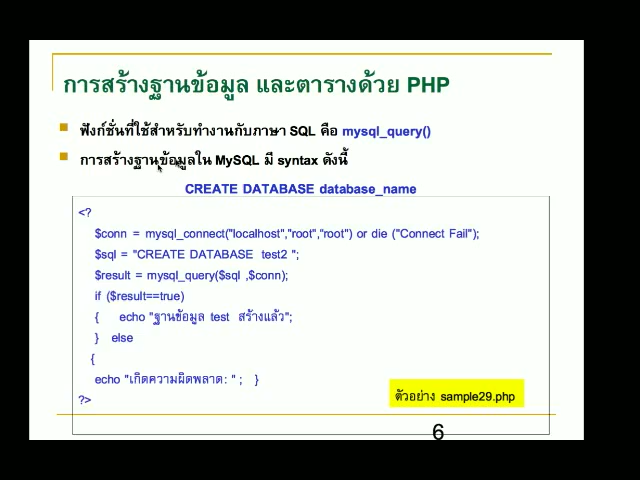 การสร้างฐานข้อมูล และตารางด้วย PHP
ฟังก์ชั่นที่ใช้สำหรับทำงานกับภาษา SQL คือ mysql_query()
การสร้างฐานข้อมูลใน MySQL มี syntax ดังนี้
CREATE DATABASE database_name
<?
$conn = mysql_connect("localhost","root","root") or die ("Connect Fail");
$sql = "CREATE DATABASE test2 ";
$result = mysql_query($sql ,$conn);
if ($result==true)
{ echo "ฐานข้อมูล test สร้างแล้ว";
} else
{
echo "เกิดความผิดพลาด: " ; }
?>
ตัวอย่าง sample29.php
6